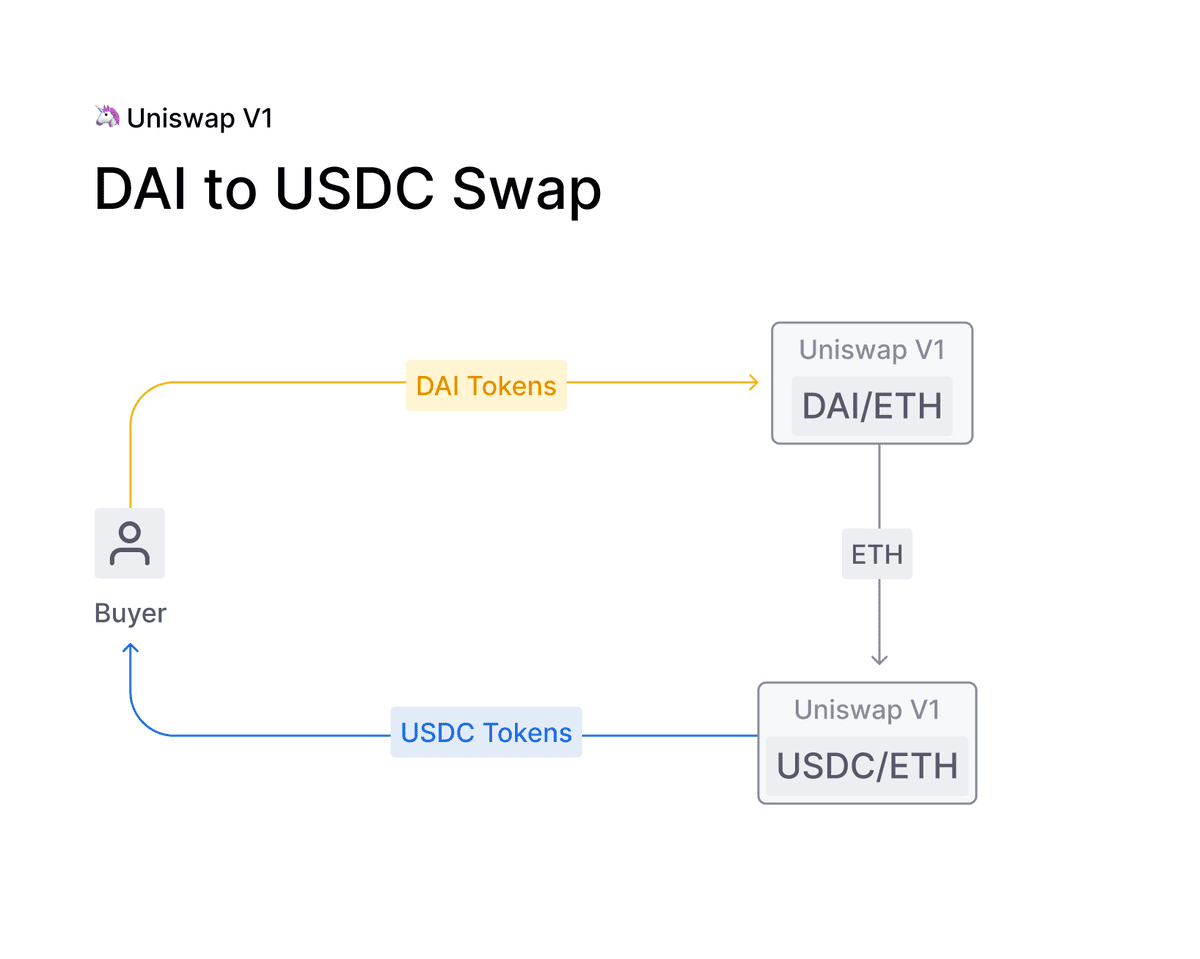 Uniswap V1
DAI to USDC Swap
Uniswap V1
DAI Tokens
DAI/ETH
ETH
Buyer
Uniswap V1
USDC Tokens
USDC/ETH